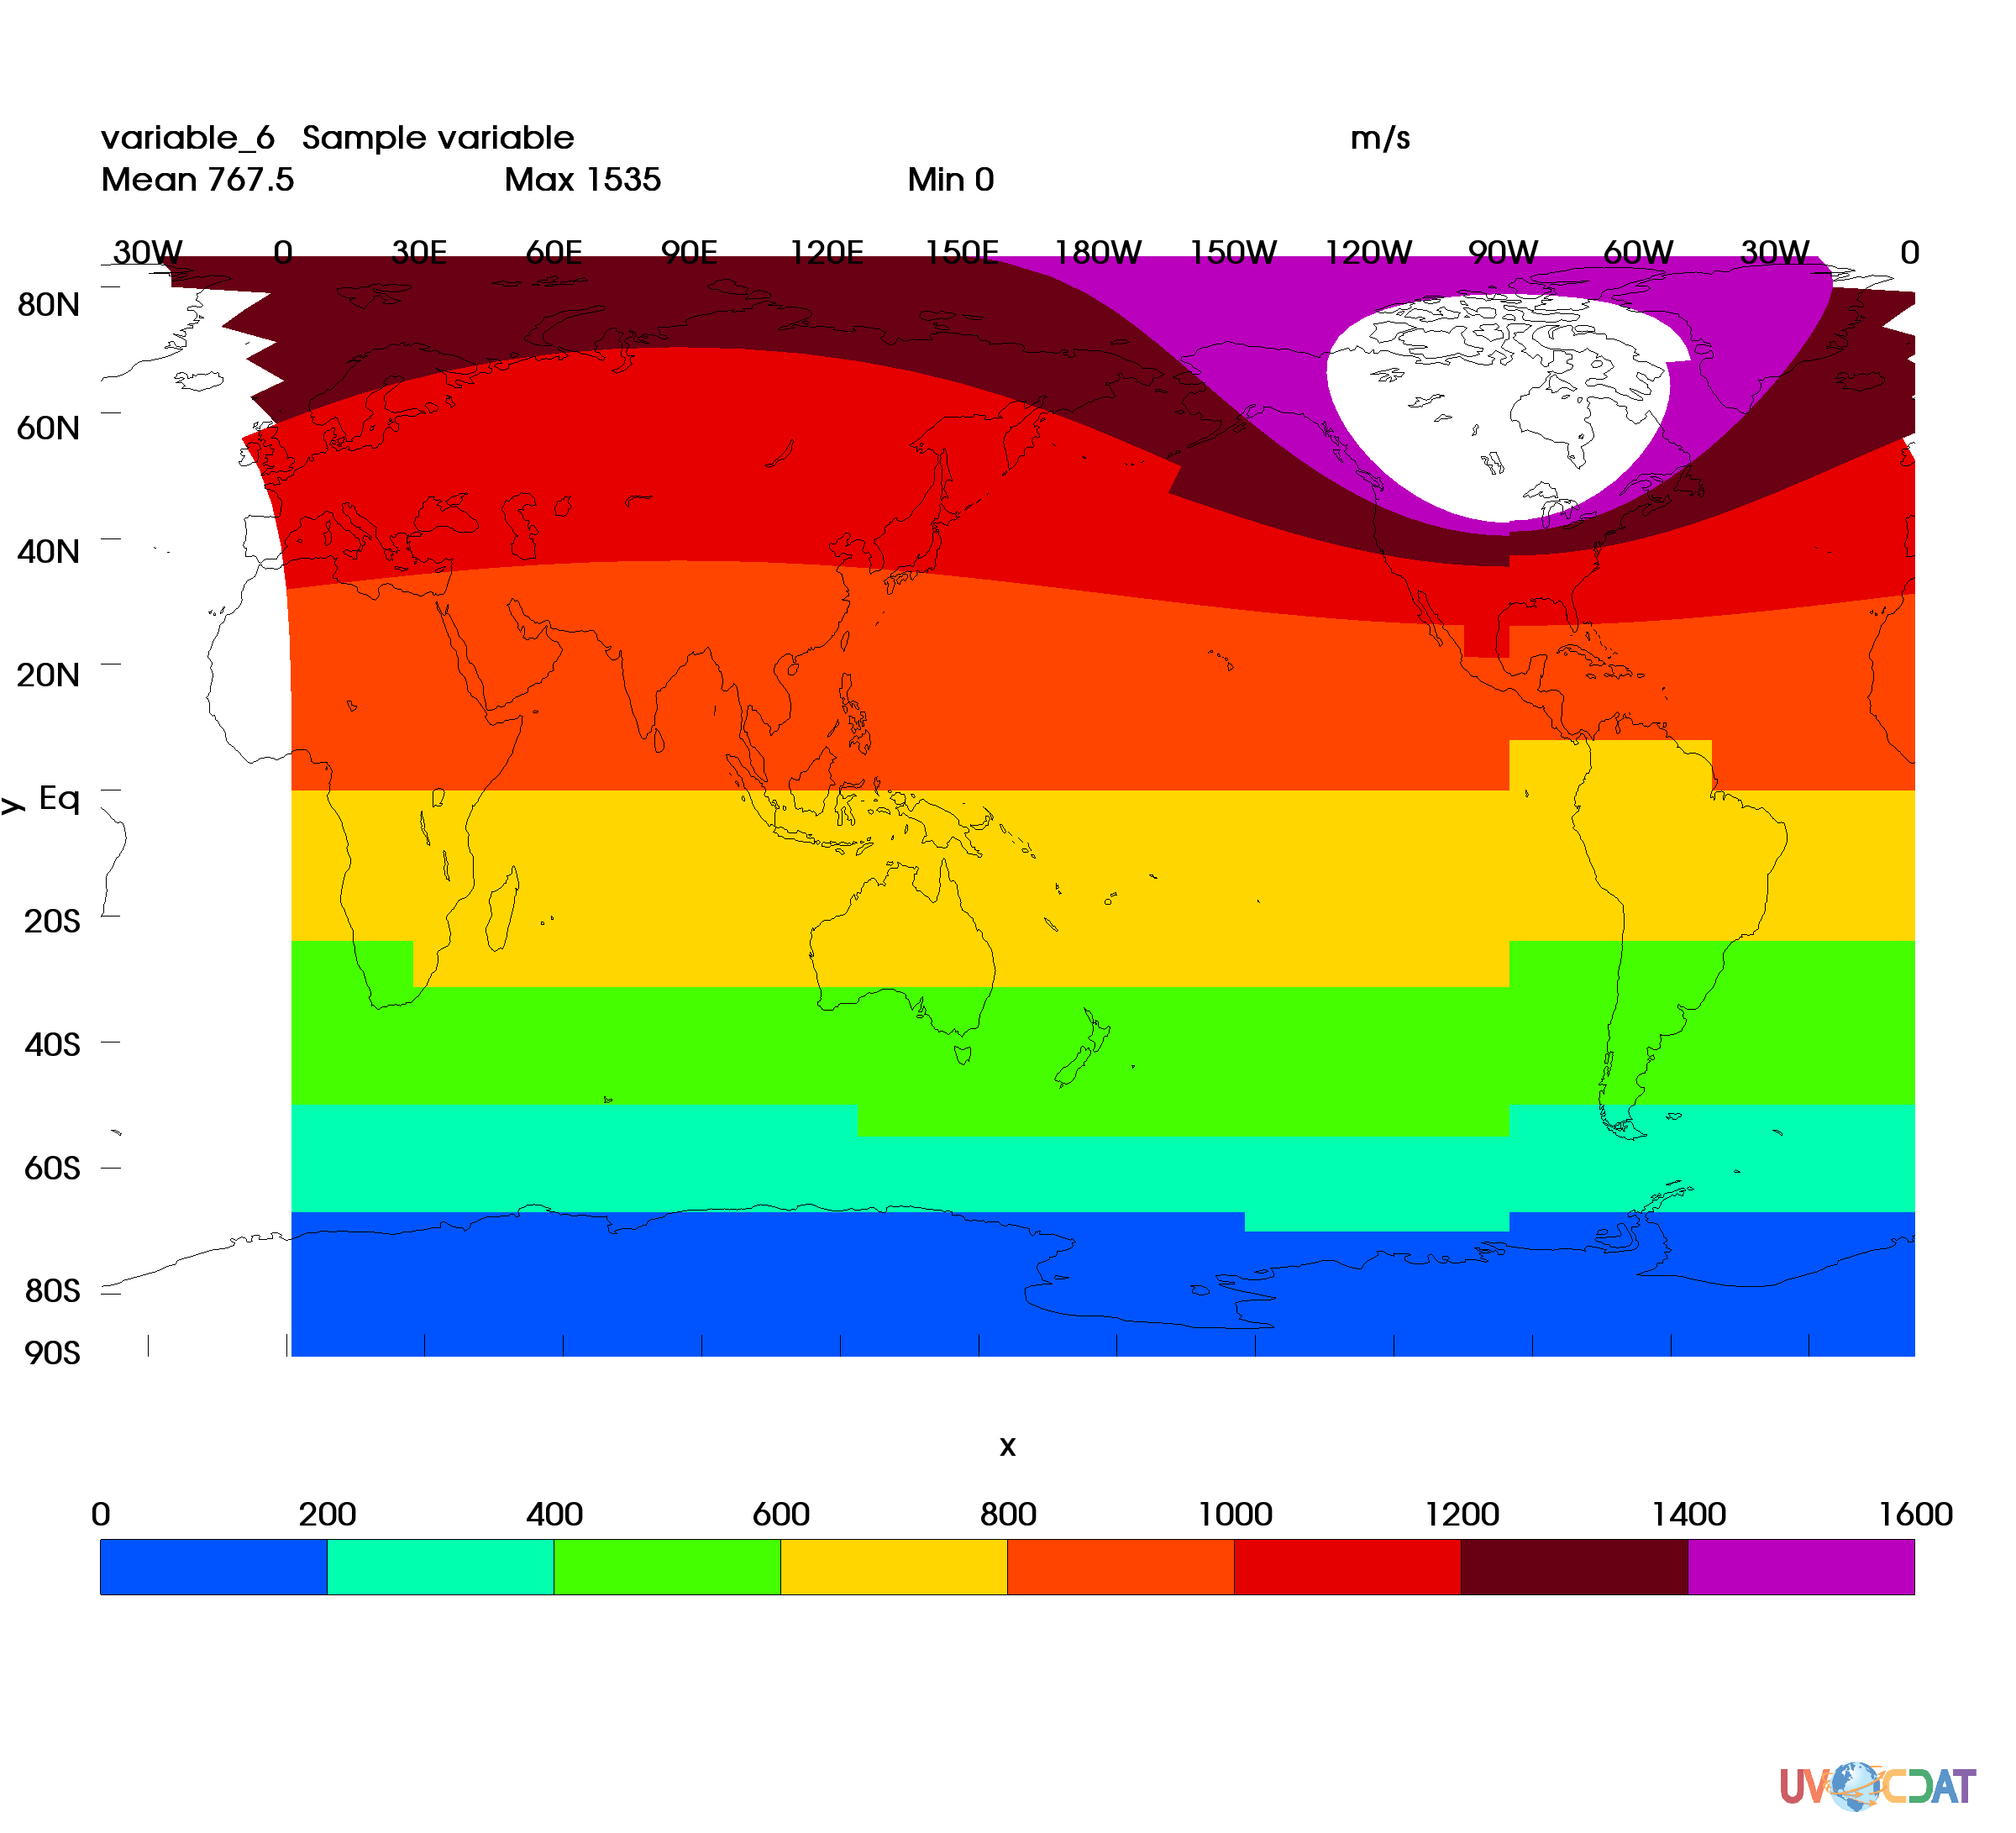 variable_6 Sample variable m/s
Mean 767.5 Max 1535 Min 0
30W 0 30E 60E 90E 120E 150E 180W 150W 120W 90W 60W 30W 0
80N
60N
40N
20N
y Eq
20S
40S
60S
80S
90S
x
0 200 400 600 800 1000 1200 1400 1600
UV CDAT